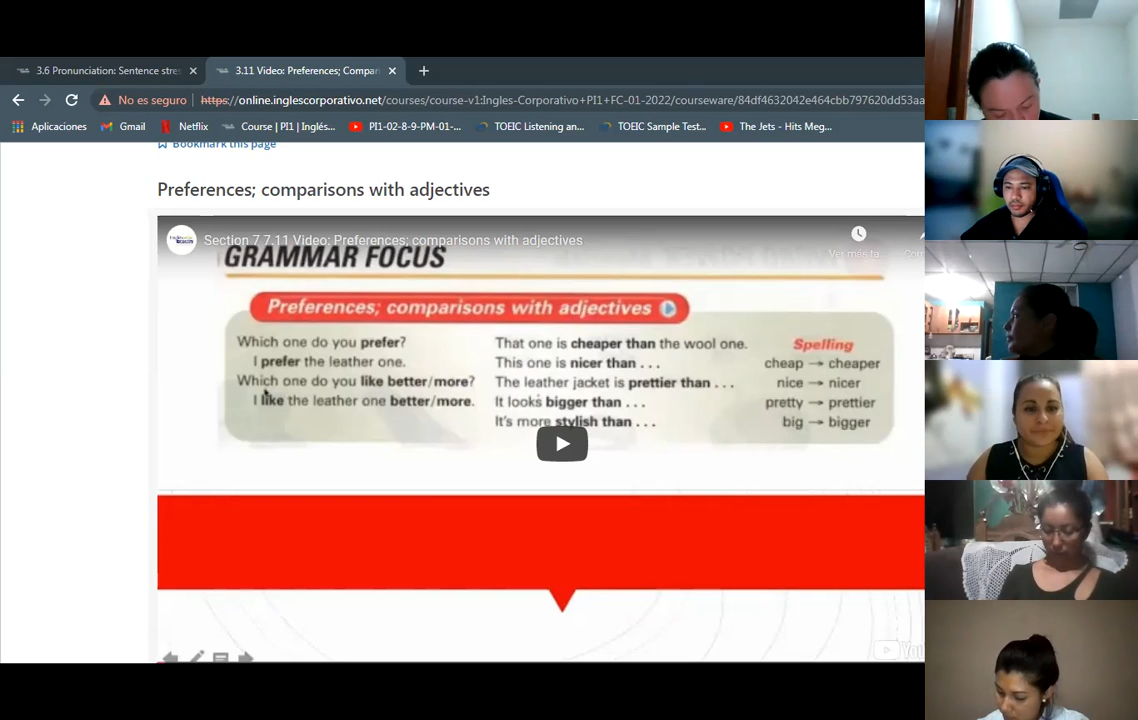 3.6 Pronunciation: Sentence stres
3.11 Video: Preferences; Compar
No es seguro
https://online.inglescorporativo.net/courses/course-v1:Ingles-Corporativo+PI1+FC-01-2022/courseware/84df4632042e464cbb797620dd53aa
Aplicaciones
Gmail
Netflix
Course | PI1 | Inglés...
PI1-02-8-9-PM-01-...
TOEIC Listening an...
TOEIC Sample Test...
The Jets - Hits Meg...
Bookmark this page
Preferences; comparisons with adjectives
Section 7 7.11 Video: Preferences; comparisons with adjectives
Ver más ta...
GRAMMAR FOCUS
Preferences; comparisons with adjectives
Which one do you prefer?
I prefer the leather one.
Which one do you like better/more?
I like the leather one better/more.
That one is cheaper than the wool one.
This one is nicer than . . .
The leather jacket is prettier than . . .
It looks bigger than . . .
It's more stylish than . . .
Spelling
cheap → cheaper
nice → nicer
pretty → prettier
big → bigger
You